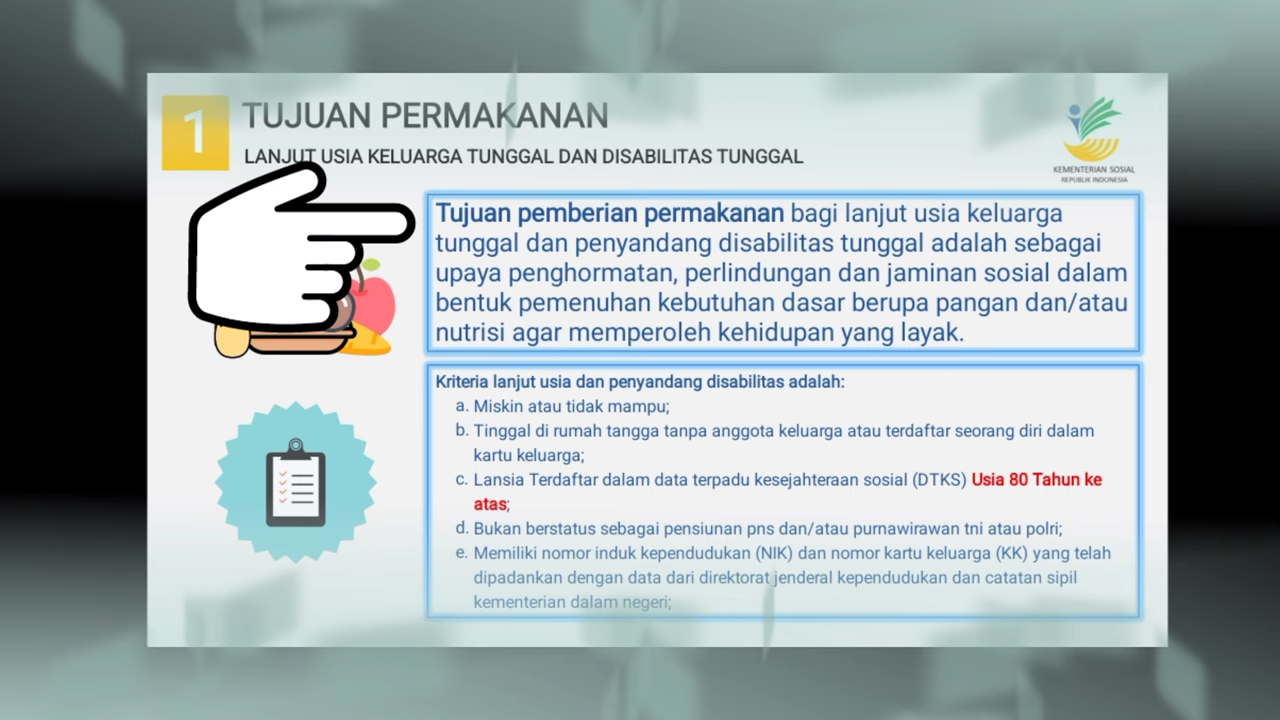 1
TUJUAN PERMAKANAN
LANJUT USIA KELUARGA TUNGGAL DAN DISABILITAS TUNGGAL
KEMENTERIAN SOSIAL
REPUBLIK INDONESIA
Tujuan pemberian permakanan bagi lanjut usia keluarga
tunggal dan penyandang disabilitas tunggal adalah sebagai
upaya penghormatan, perlindungan dan jaminan sosial dalam
bentuk pemenuhan kebutuhan dasar berupa pangan dan/atau
nutrisi agar memperoleh kehidupan yang layak.
Kriteria lanjut usia dan penyandang disabilitas adalah:
a. Miskin atau tidak mampu;
b. Tinggal di rumah tangga tanpa anggota keluarga atau terdaftar seorang diri dalam
kartu keluarga;
c. Lansia Terdaftar dalam data terpadu kesejahteraan sosial (DTKS) Usia 80 Tahun ke
atas;
d. Bukan berstatus sebagai pensiunan pns dan/atau purnawirawan tni atau polri;
e. Memiliki nomor induk kependudukan (NIK) dan nomor kartu keluarga (KK) yang telah
dipadankan dengan data dari direktorat jenderal kependudukan dan catatan sipil
kementerian dalam negeri;